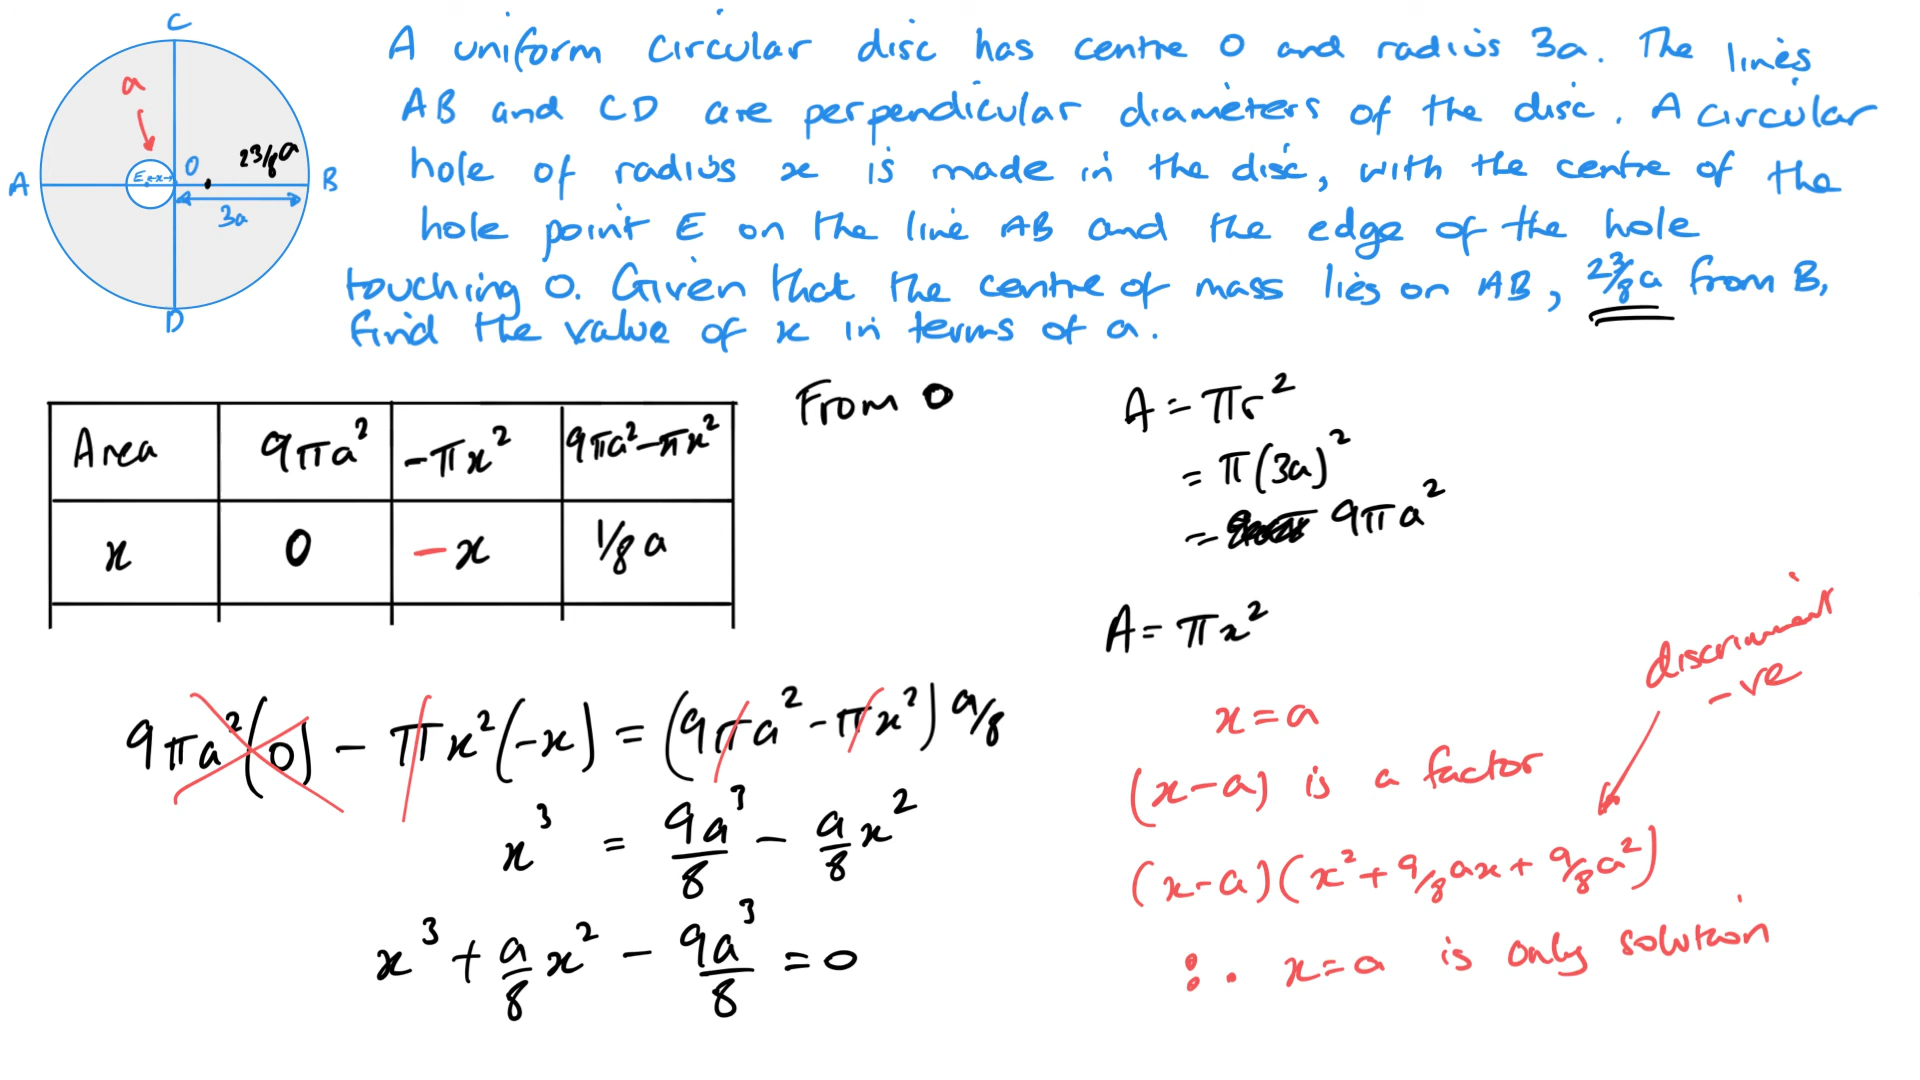 C
a
O
2 3/8 a
A
E
←x→
B
3a
D
A uniform circular disc has centre O and radius 3a. The lines
AB and CD are perpendicular diameters of the disc. A circular
hole of radius x is made in the disc, with the centre of the
hole point E on the line AB and the edge of the hole
touching O. Given that the centre of mass lies on AB, 2 3/8 a from B,
find the value of x in terms of a.
From O
Area 9πa² -πx² 9πa²-πx²
x 0 -x 1/8 a
A = πr²
= π(3a)²
= 9πa²
A = πx²
9πa²(0) - πx²(-x) = (9πa² - πx²) a/8
x³ = 9a³/8 - a/8 x²
x³ + a/8 x² - 9a³/8 = 0
discriminant
-ve
x = a
(x-a) is a factor
(x-a)(x² + 9/8 ax + 9/8 a²)
∴ x = a is only solution